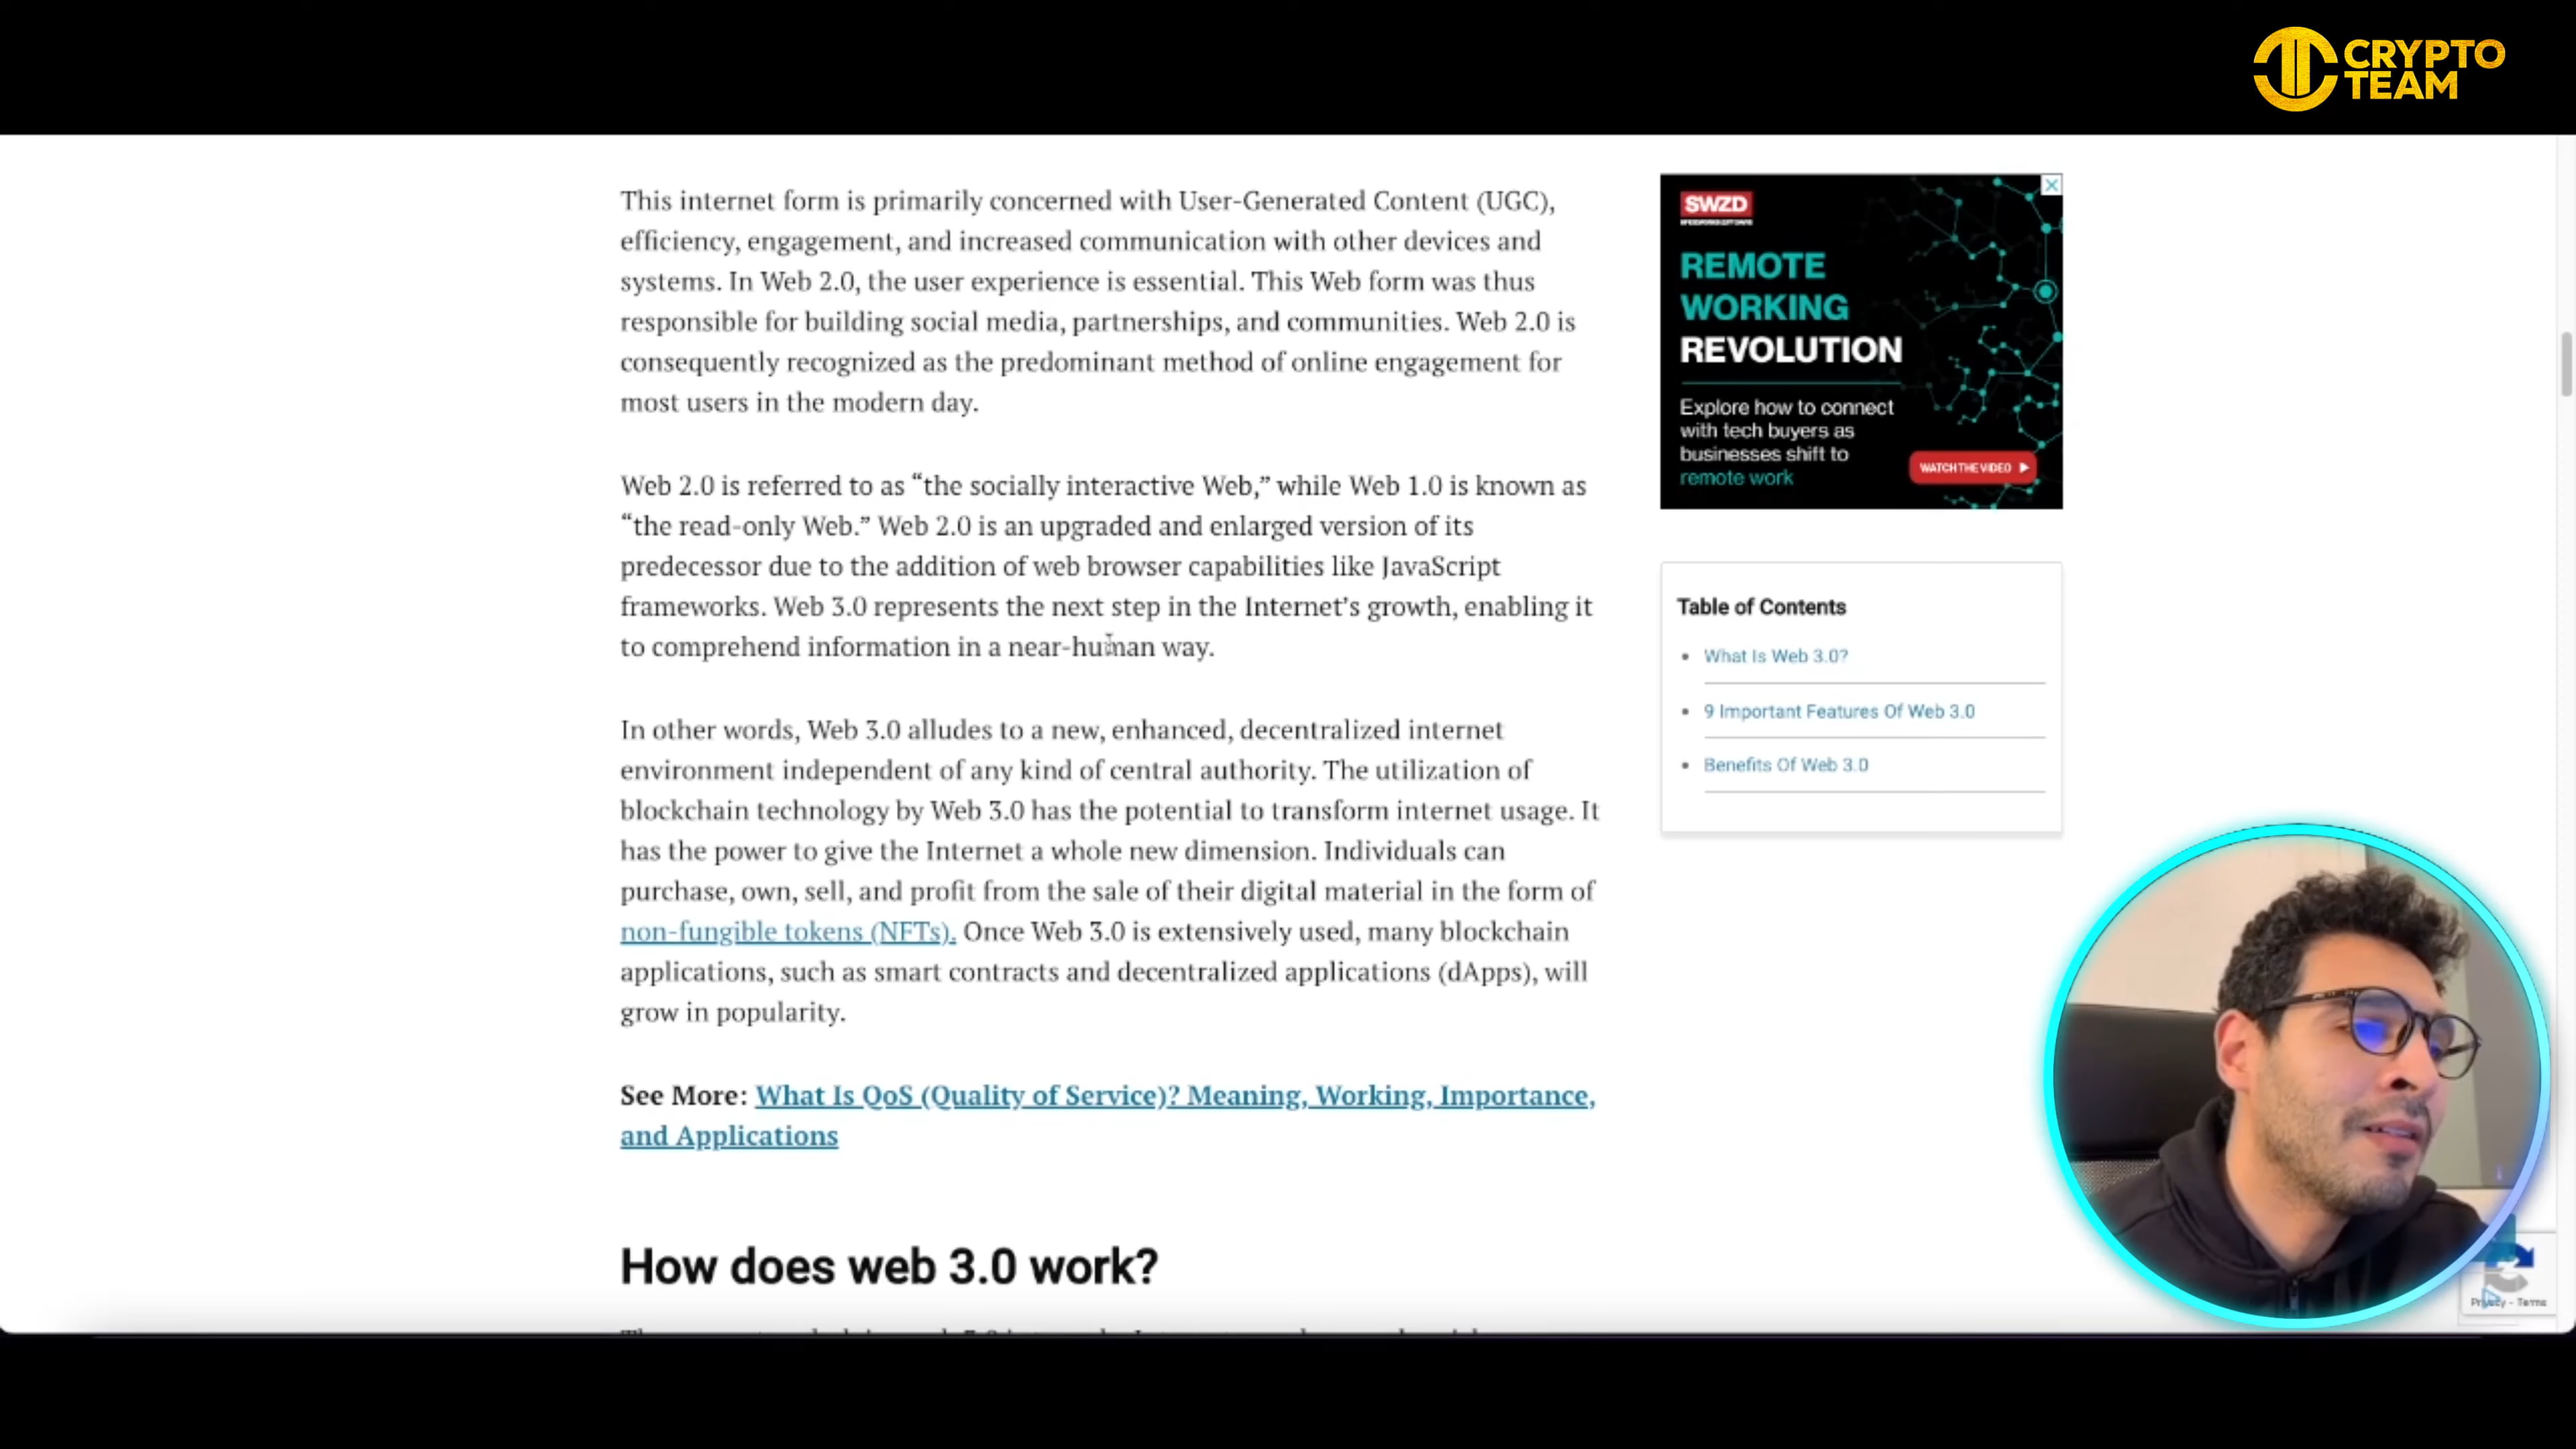 CRYPTO
TEAM
This internet form is primarily concerned with User-Generated Content (UGC),
efficiency, engagement, and increased communication with other devices and
systems. In Web 2.0, the user experience is essential. This Web form was thus
responsible for building social media, partnerships, and communities. Web 2.0 is
consequently recognized as the predominant method of online engagement for
most users in the modern day.
Web 2.0 is referred to as “the socially interactive Web,” while Web 1.0 is known as
“the read-only Web.” Web 2.0 is an upgraded and enlarged version of its
predecessor due to the addition of web browser capabilities like JavaScript
frameworks. Web 3.0 represents the next step in the Internet’s growth, enabling it
to comprehend information in a near-human way.
In other words, Web 3.0 alludes to a new, enhanced, decentralized internet
environment independent of any kind of central authority. The utilization of
blockchain technology by Web 3.0 has the potential to transform internet usage. It
has the power to give the Internet a whole new dimension. Individuals can
purchase, own, sell, and profit from the sale of their digital material in the form of
non-fungible tokens (NFTs). Once Web 3.0 is extensively used, many blockchain
applications, such as smart contracts and decentralized applications (dApps), will
grow in popularity.
See More: What Is QoS (Quality of Service)? Meaning, Working, Importance,
and Applications
How does web 3.0 work?
SWZD
REMOTE
WORKING
REVOLUTION
Explore how to connect
with tech buyers as
businesses shift to
remote work
WATCH THE VIDEO
Table of Contents
What Is Web 3.0?
9 Important Features Of Web 3.0
Benefits Of Web 3.0
Privacy - Terms